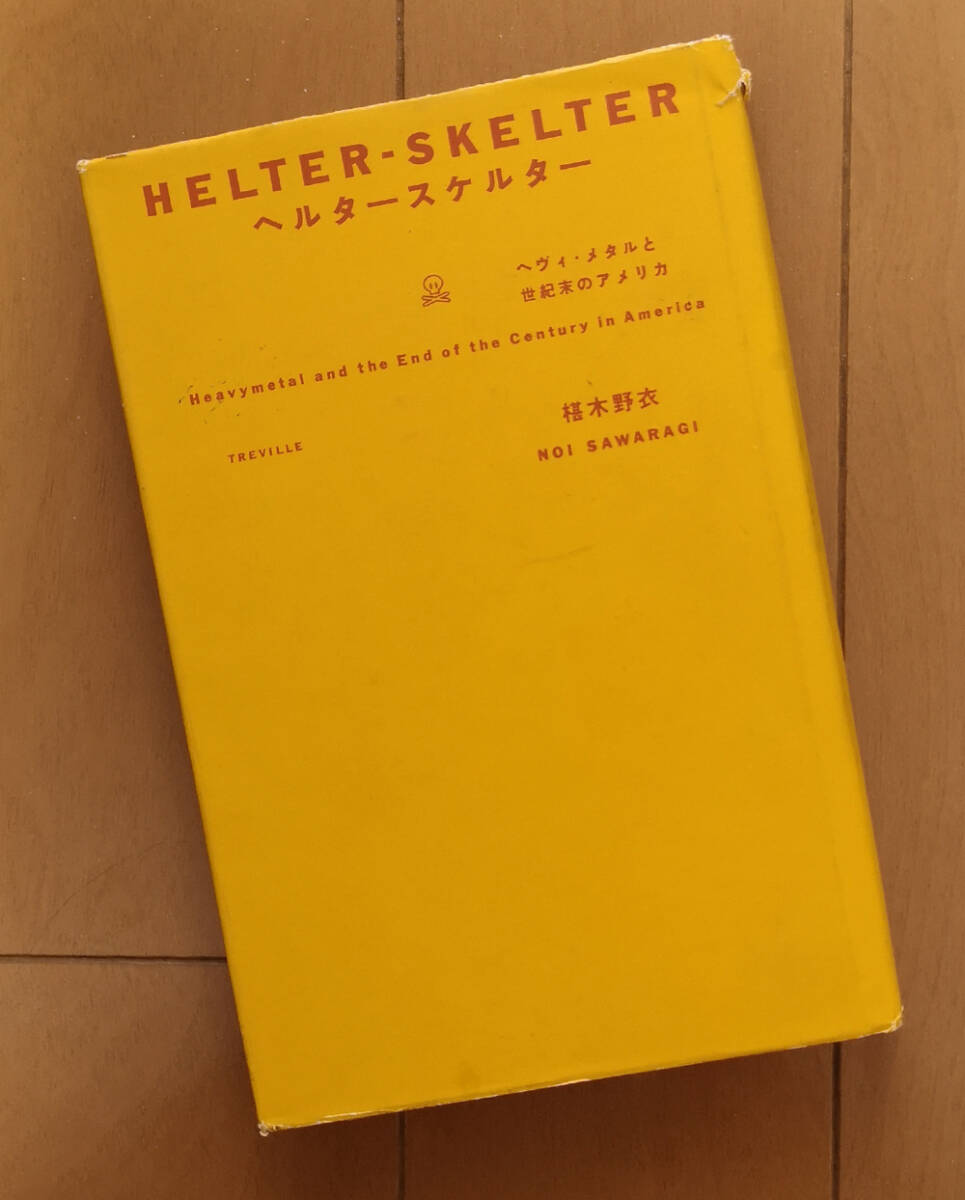 HELTER-SKELTER
ヘルタースケルター
ヘヴィ・メタルと
世紀末のアメリカ
Heavymetal and the End of the Century in America
椹木野衣
TREVILLE
NOI SAWARAGI